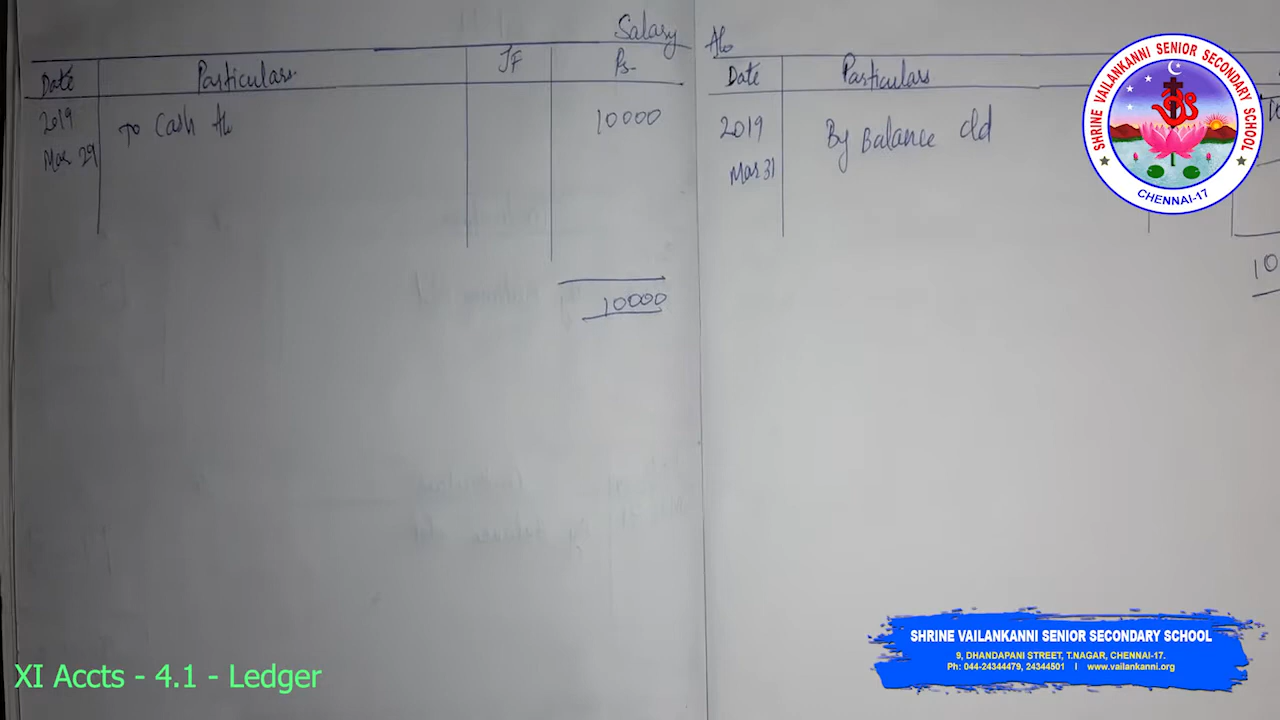 Salary A/c
Date Particulars JF Rs- Date Particulars
2019 To Cash A/c 10000 2019 By Balance c/d
Mar 29 Mar 31
10000 10
SHRINE VAILANKANNI SENIOR SECONDARY SCHOOL
CHENNAI-17
SHRINE VAILANKANNI SENIOR SECONDARY SCHOOL
9, DHANDAPANI STREET, T.NAGAR, CHENNAI-17.
Ph: 044-24344479, 24344501 I www.vailankanni.org
XI Accts - 4.1 - Ledger